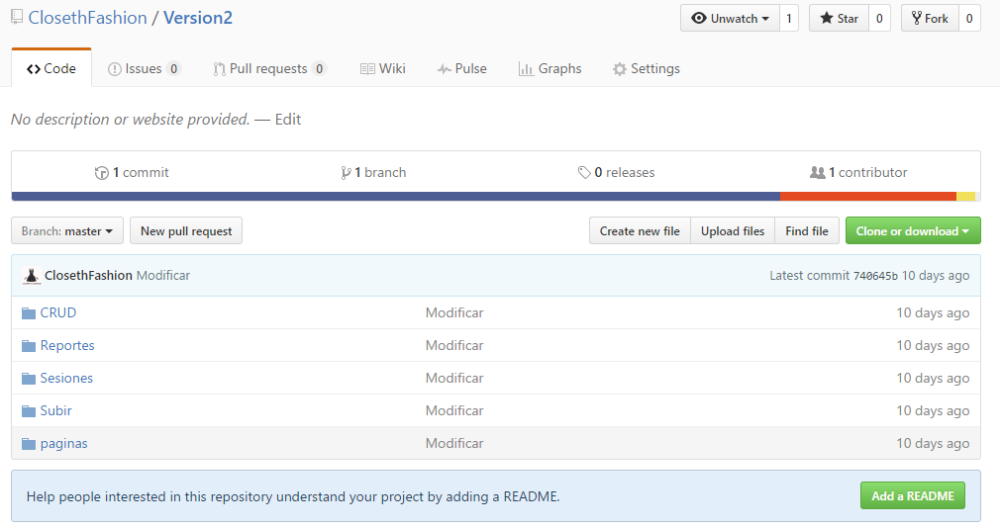 ClosethFashion / Version2
Unwatch 1 Star 0 Fork 0
Code Issues 0 Pull requests 0 Wiki Pulse Graphs Settings
No description or website provided. — Edit
1 commit 1 branch 0 releases 1 contributor
Branch: master New pull request Create new file Upload files Find file Clone or download
ClosethFashion Modificar Latest commit 740645b 10 days ago
CRUD Modificar 10 days ago
Reportes Modificar 10 days ago
Sesiones Modificar 10 days ago
Subir Modificar 10 days ago
paginas Modificar 10 days ago
Help people interested in this repository understand your project by adding a README. Add a README